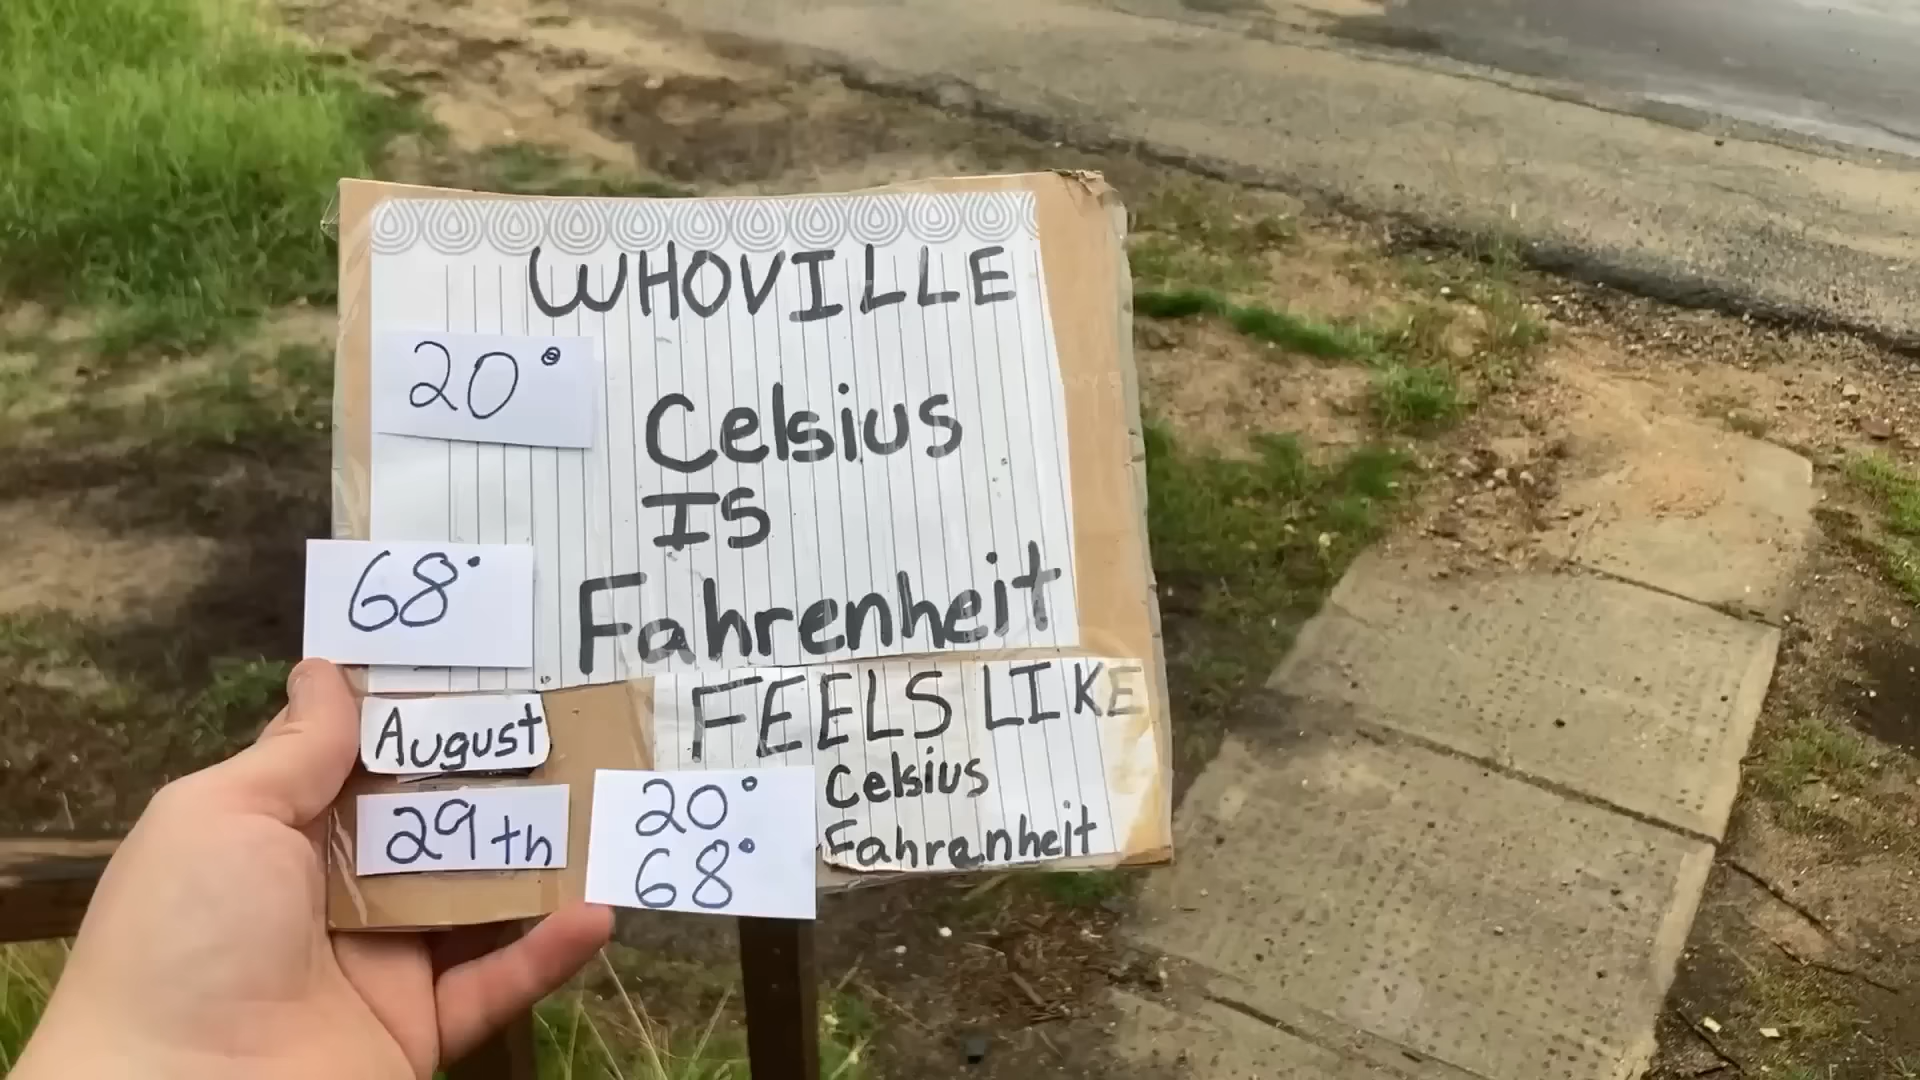 WHOVILLE
20° Celsius
IS
68° Fahrenheit
August
29th
FEELS LIKE
20° Celsius
68° Fahrenheit